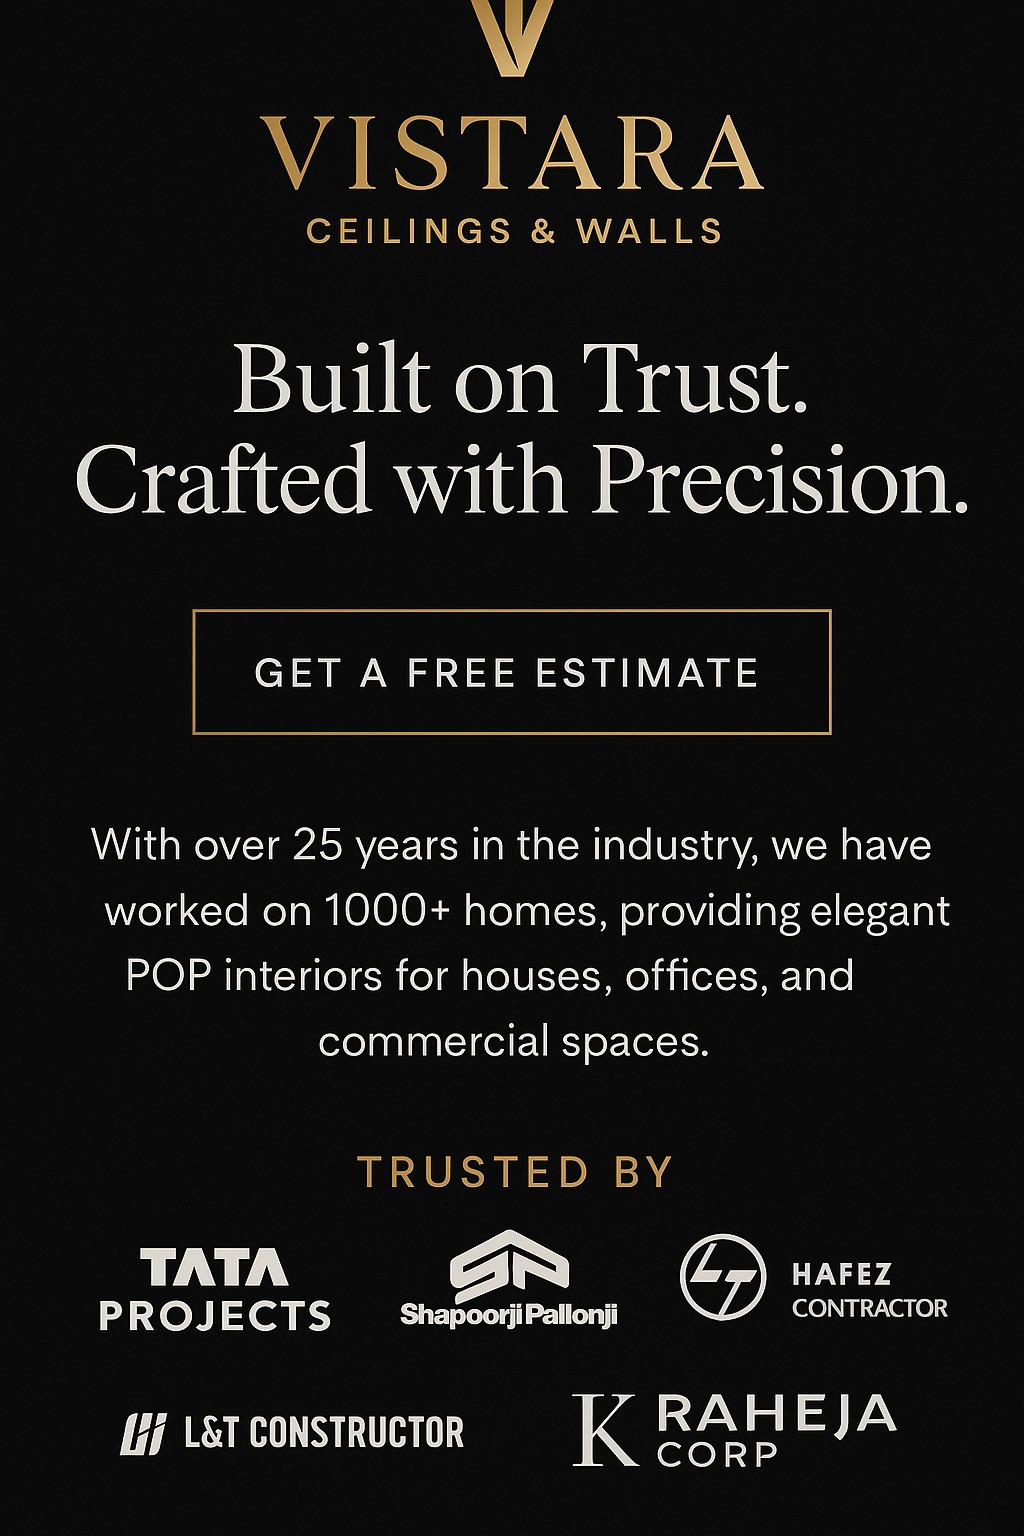 VISTARA
CEILINGS & WALLS
Built on Trust.
Crafted with Precision.
GET A FREE ESTIMATE
With over 25 years in the industry, we have
worked on 1000+ homes, providing elegant
POP interiors for houses, offices, and
commercial spaces.
TRUSTED BY
TATA
PROJECTS
SP
Shapoorji Pallonji
LT
HAFEZ
CONTRACTOR
L&T CONSTRUCTOR
K RAHEJA
CORP